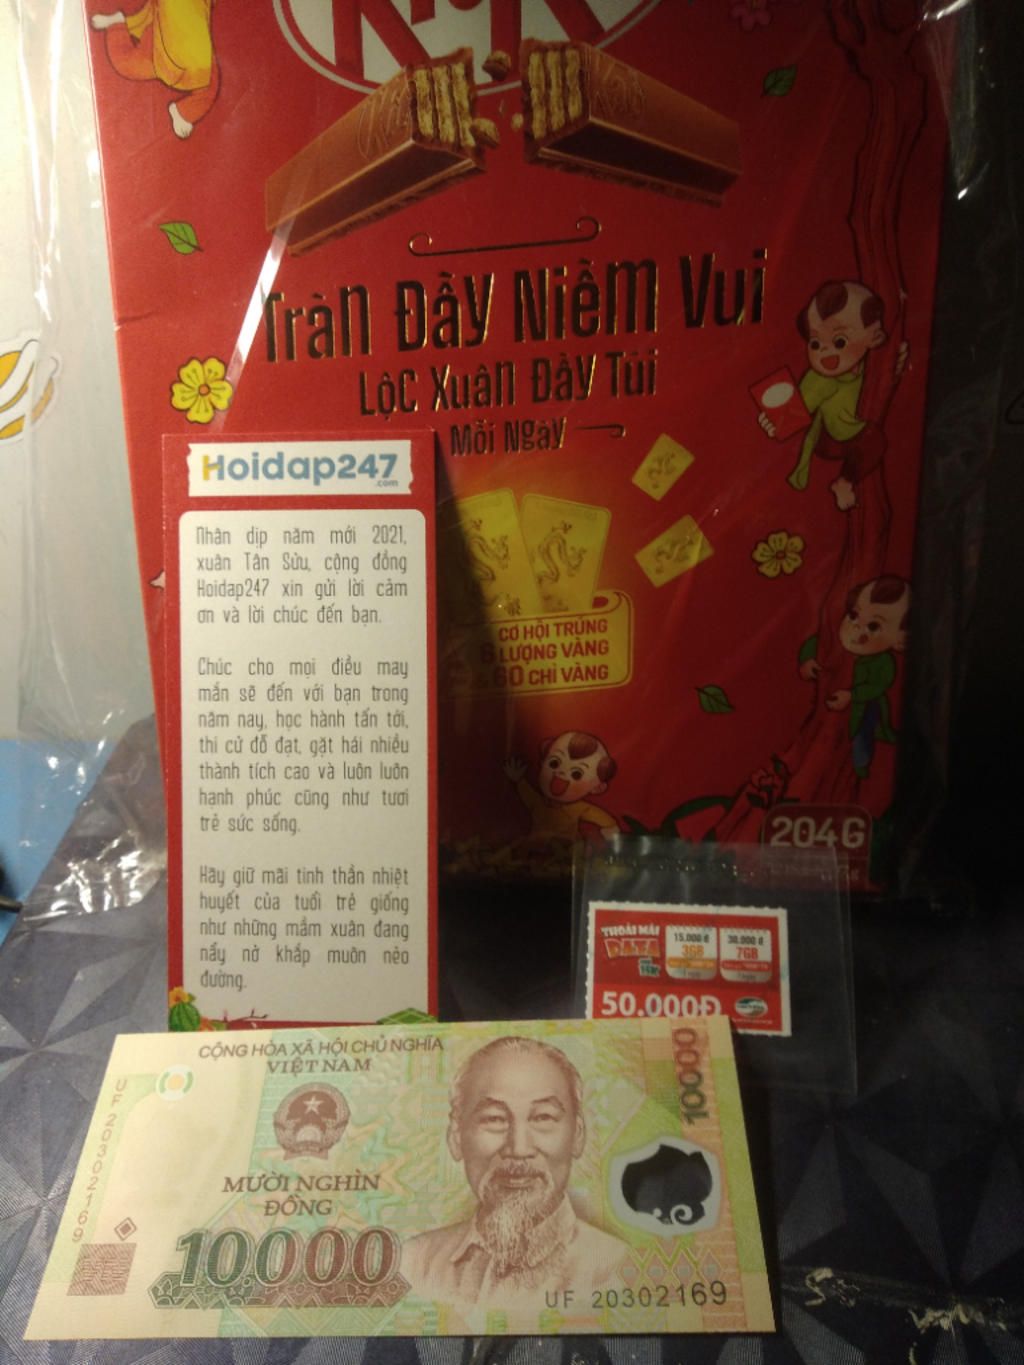 Tràn Đầy Niềm Vui
Lộc Xuân Đầy Túi
Mỗi Ngày
CƠ HỘI TRÚNG
6 LƯỢNG VÀNG
& 60 CHỈ VÀNG
204G
Hoidap247
.com
Nhân dịp năm mới 2021,
xuân Tân Sửu, cộng đồng
Hoidap247 xin gửi lời cảm
ơn và lời chúc đến bạn.
Chúc cho mọi điều may
mắn sẽ đến với bạn trong
năm nay, học hành tấn tới,
thi cử đỗ đạt, gặt hái nhiều
thành tích cao và luôn luôn
hạnh phúc cũng như tươi
trẻ sức sống.
Hãy giữ mãi tinh thần nhiệt
huyết của tuổi trẻ giống
như những mầm xuân đang
nẩy nở khắp muôn nẻo
đường.
THOẢI MÁI
DATA
15.000 đ
3GB
30.000 đ
7GB
50.000Đ
CỘNG HÒA XÃ HỘI CHỦ NGHĨA
VIỆT NAM
UF 20302169
MƯỜI NGHÌN
ĐỒNG
10000
10000
UF 20302169